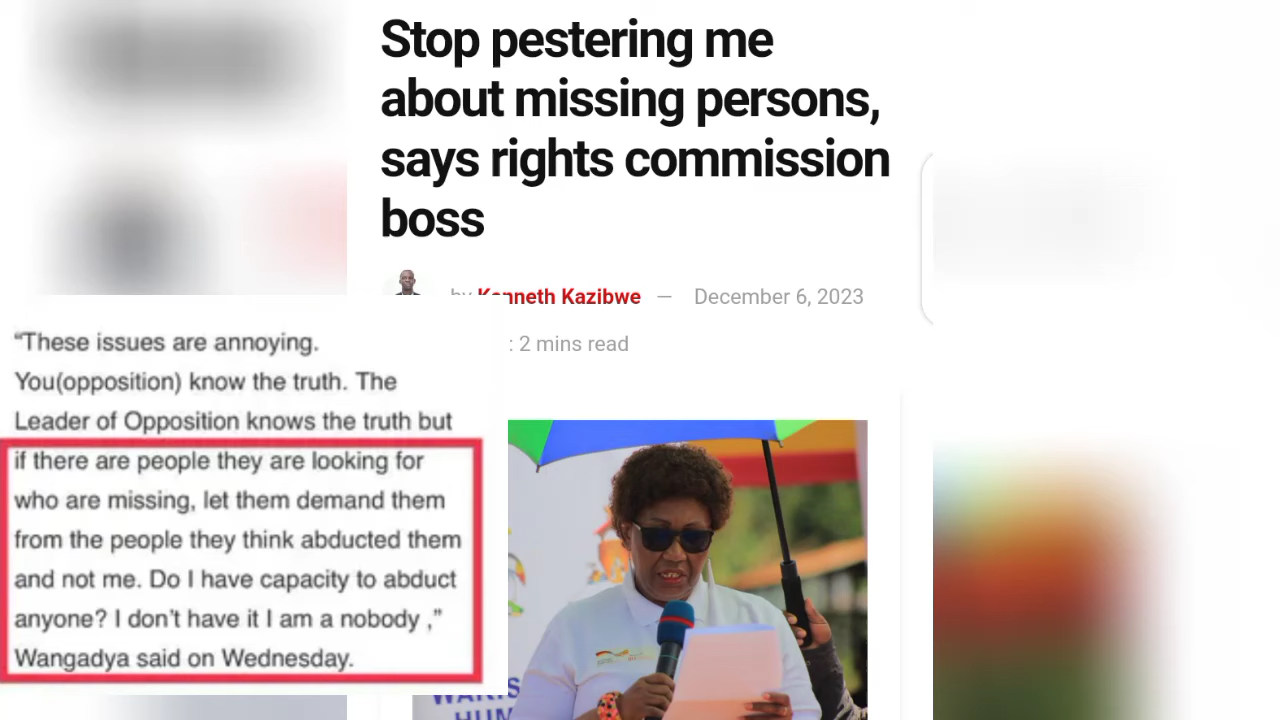 Stop pestering me
about missing persons,
says rights commission
boss
by Kenneth Kazibwe — December 6, 2023
: 2 mins read
“These issues are annoying.
You(opposition) know the truth. The
Leader of Opposition knows the truth but
if there are people they are looking for
who are missing, let them demand them
from the people they think abducted them
and not me. Do I have capacity to abduct
anyone? I don’t have it I am a nobody ,”
Wangadya said on Wednesday.